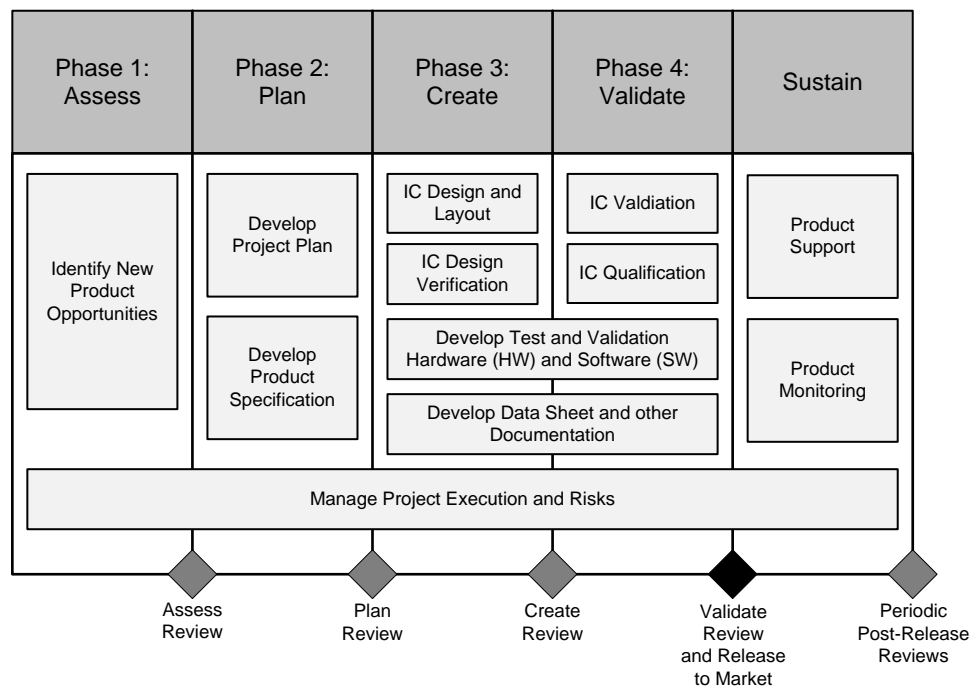 Phase 1:
Assess
Phase 2:
Plan
Phase 3:
Create
Phase 4:
Validate
Sustain
Identify New
Product
Opportunities
Develop
Project Plan
Develop
Product
Specification
IC Design and
Layout
IC Design
Verification
IC Valdiation
IC Qualification
Develop Test and Validation
Hardware (HW) and Software (SW)
Develop Data Sheet and other
Documentation
Product
Support
Product
Monitoring
Manage Project Execution and Risks
Assess
Review
Plan
Review
Create
Review
Validate
Review
and Release
to Market
Periodic
Post-Release
Reviews